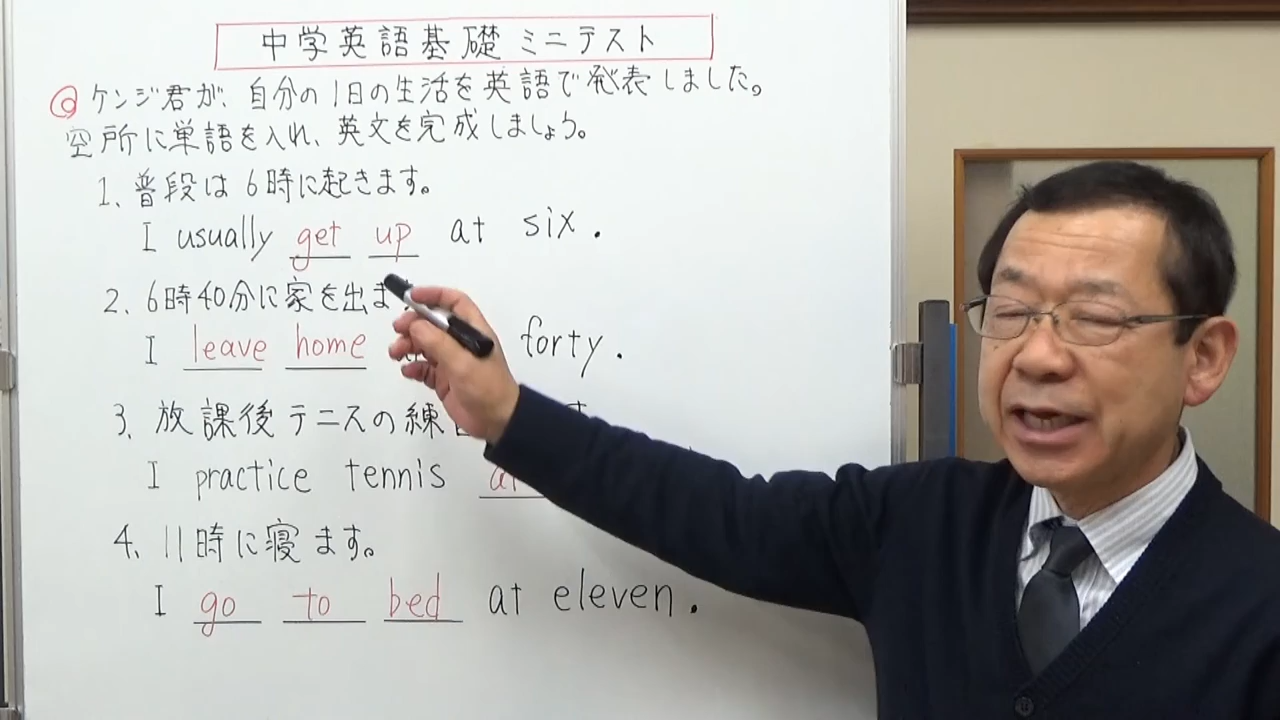 中学英語基礎ミニテスト
◎ケンジ君が、自分の1日の生活を英語で発表しました。
空所に単語を入れ、英文を完成しましょう。
1、普段は6時に起きます。
I usually get up at six.
2、6時40分に家を出ま
I leave home forty.
3、放課後テニスの練
I practice tennis
4、11時に寝ます。
I go to bed at eleven.